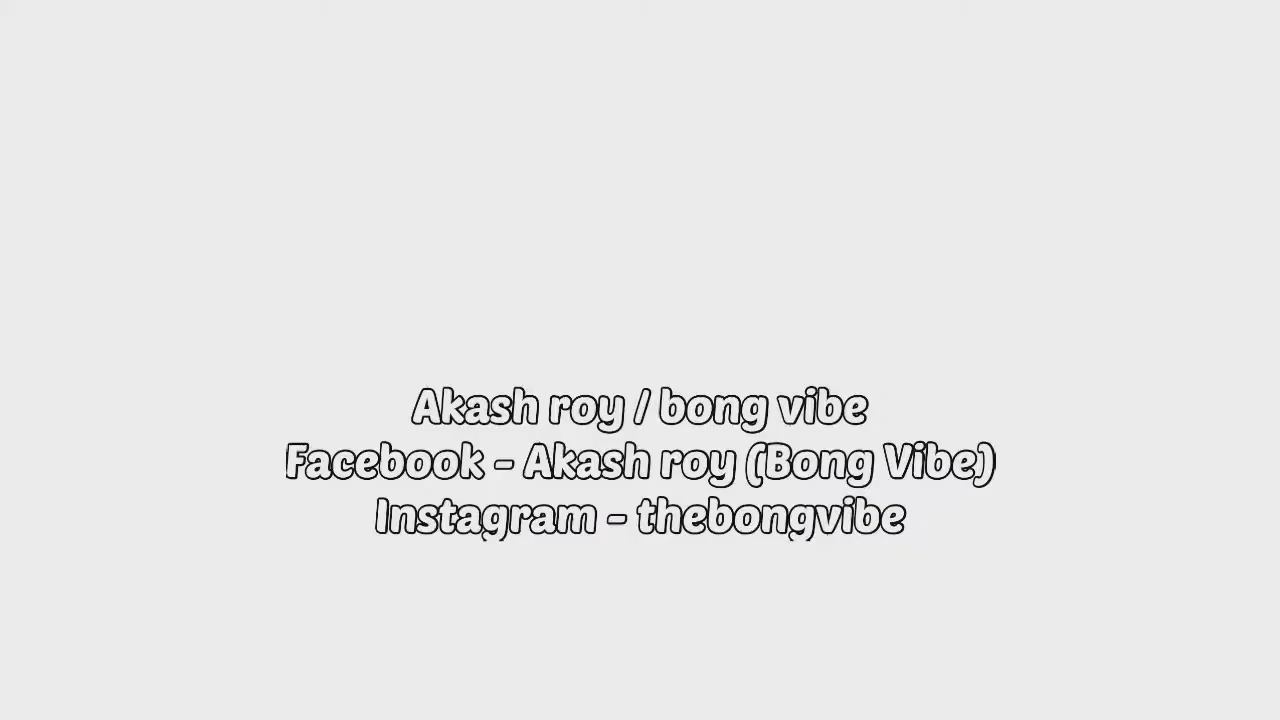 Akash roy / bong vibe
Facebook - Akash roy (Bong Vibe)
Instagram - thebongvibe